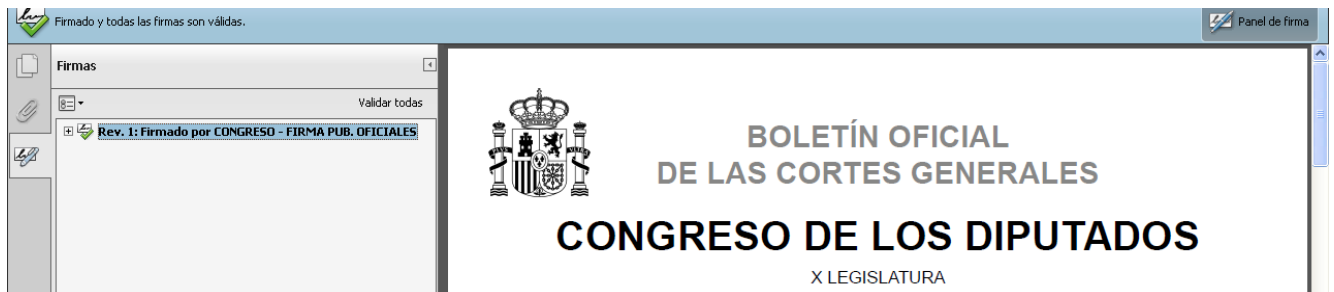 Firmado y todas las firmas son válidas.
Panel de firma
Firmas
Validar todas
Rev. 1: Firmado por CONGRESO - FIRMA PUB. OFICIALES
BOLETÍN OFICIAL
DE LAS CORTES GENERALES
CONGRESO DE LOS DIPUTADOS
X LEGISLATURA